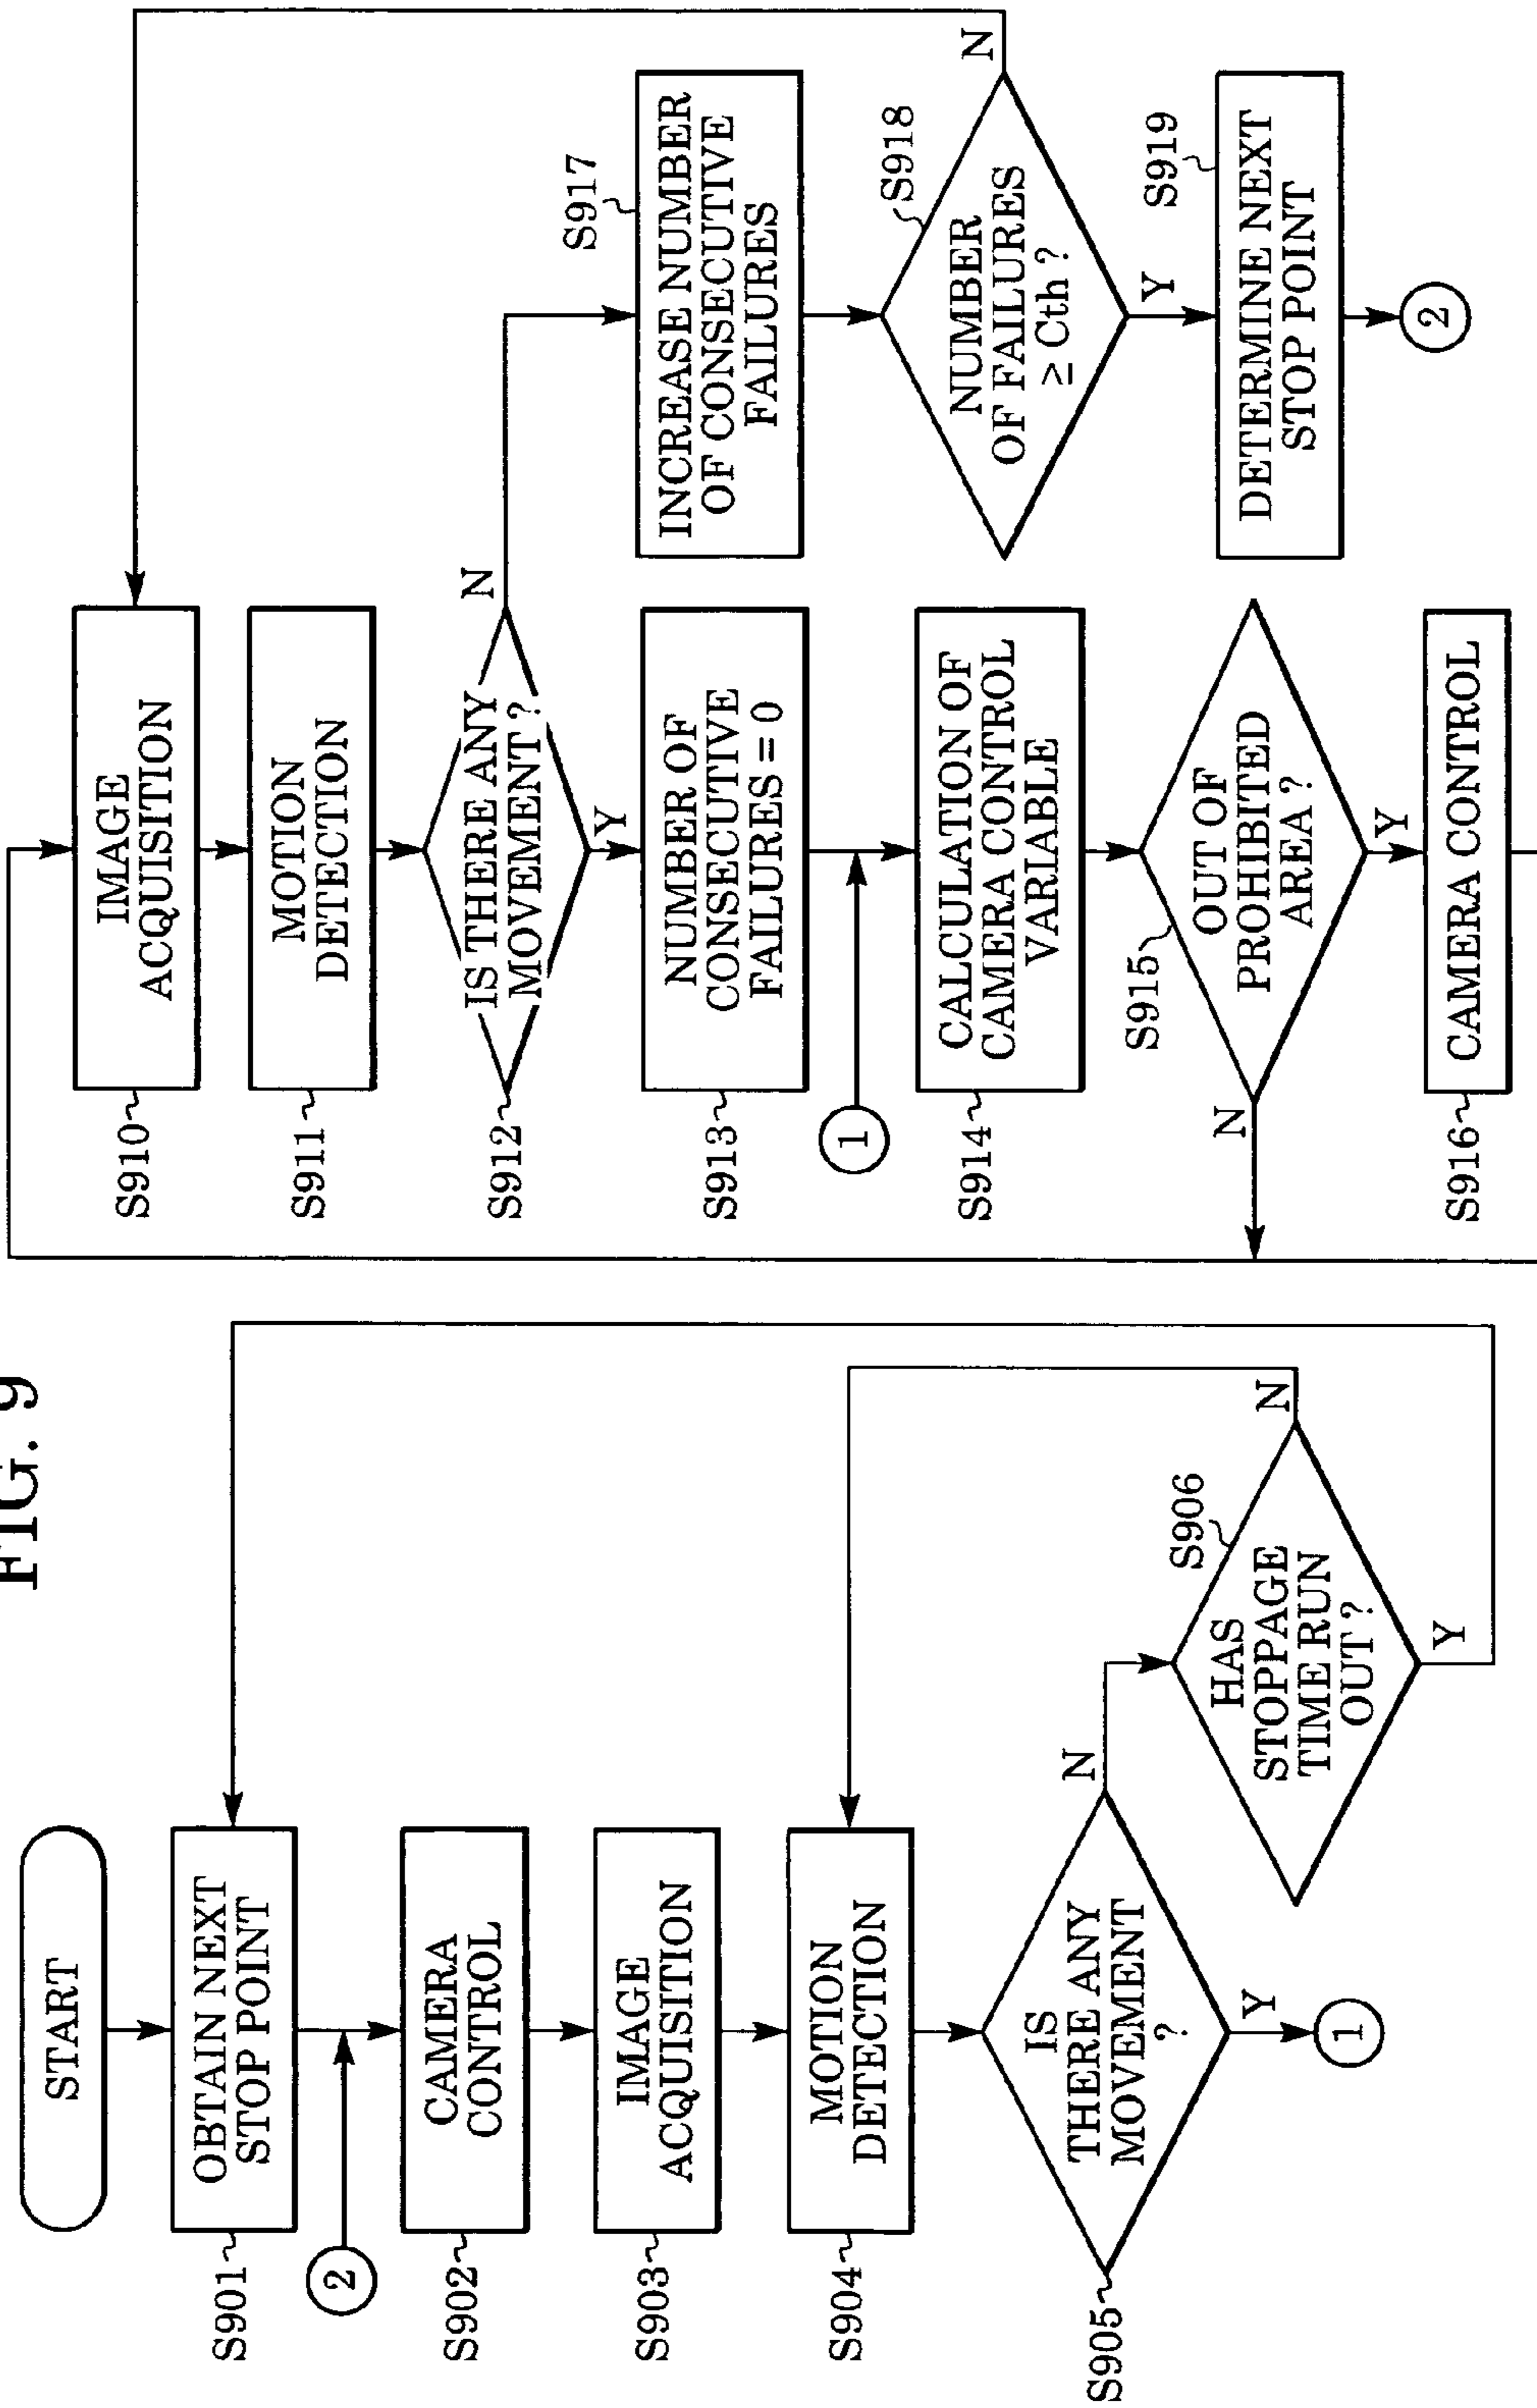 FIG. 9
START
S901
OBTAIN NEXT
STOP POINT
2
S902
CAMERA
CONTROL
S903
IMAGE
ACQUISITION
S904
MOTION
DETECTION
S905
IS
THERE ANY
MOVEMENT
?
N
Y
1
S906
HAS
STOPPAGE
TIME RUN
OUT?
N
Y
S910
IMAGE
ACQUISITION
S911
MOTION
DETECTION
S912
IS THERE ANY
MOVEMENT?
N
Y
S913
NUMBER OF
CONSECUTIVE
FAILURES = 0
1
S914
CALCULATION OF
CAMERA CONTROL
VARIABLE
S915
OUT OF
PROHIBITED
AREA?
N
Y
S916
CAMERA CONTROL
S917
INCREASE NUMBER
OF CONSECUTIVE
FAILURES
S918
NUMBER
OF FAILURES
≥ Cth?
N
Y
S919
DETERMINE NEXT
STOP POINT
2